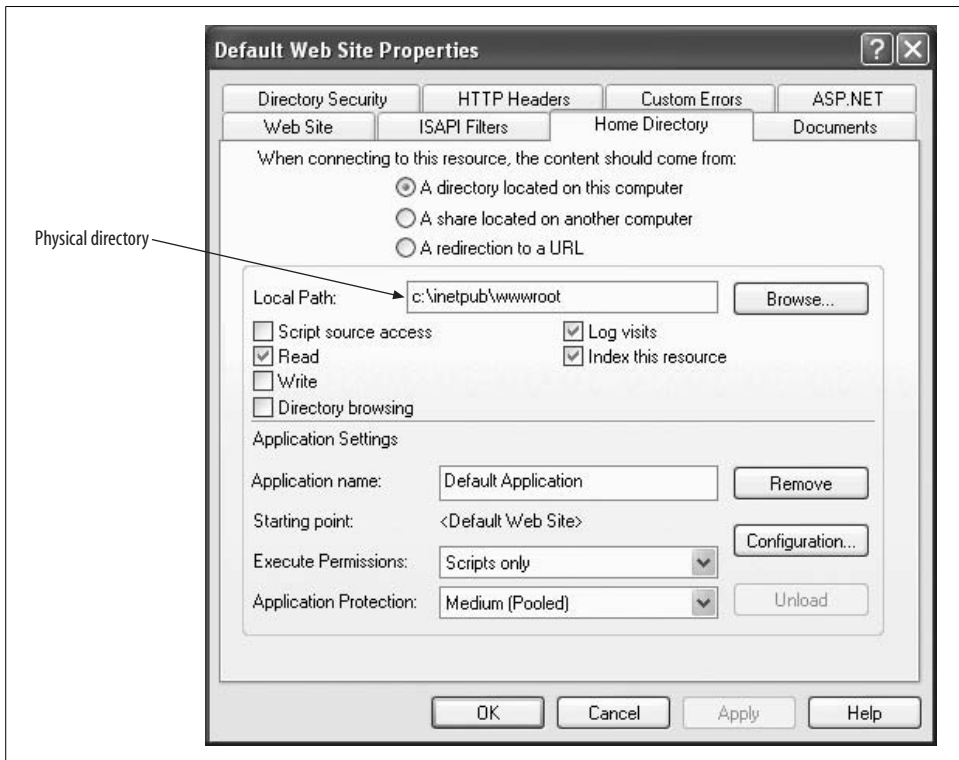 Default Web Site Properties
Directory Security HTTP Headers Custom Errors ASP.NET
Web Site ISAPI Filters Home Directory Documents
When connecting to this resource, the content should come from:
A directory located on this computer
A share located on another computer
A redirection to a URL
Physical directory
Local Path: c:\inetpub\wwwroot Browse...
Script source access Log visits
Read Index this resource
Write
Directory browsing
Application Settings
Application name: Default Application Remove
Starting point: <Default Web Site>
Configuration...
Execute Permissions: Scripts only
Application Protection: Medium (Pooled) Unload
OK Cancel Apply Help